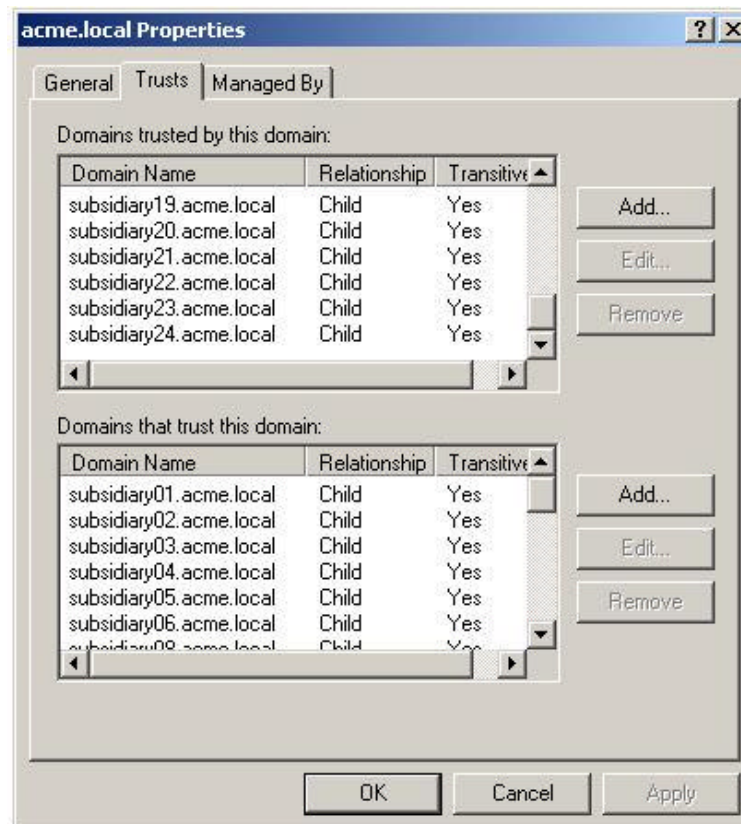 acme.local Properties
General Trusts Managed By
Domains trusted by this domain:
Domain Name Relationship Transitive
subsidiary19.acme.local Child Yes
subsidiary20.acme.local Child Yes
subsidiary21.acme.local Child Yes
subsidiary22.acme.local Child Yes
subsidiary23.acme.local Child Yes
subsidiary24.acme.local Child Yes
Add...
Edit...
Remove
Domains that trust this domain:
Domain Name Relationship Transitive
subsidiary01.acme.local Child Yes
subsidiary02.acme.local Child Yes
subsidiary03.acme.local Child Yes
subsidiary04.acme.local Child Yes
subsidiary05.acme.local Child Yes
subsidiary06.acme.local Child Yes
Add...
Edit...
Remove
OK Cancel Apply